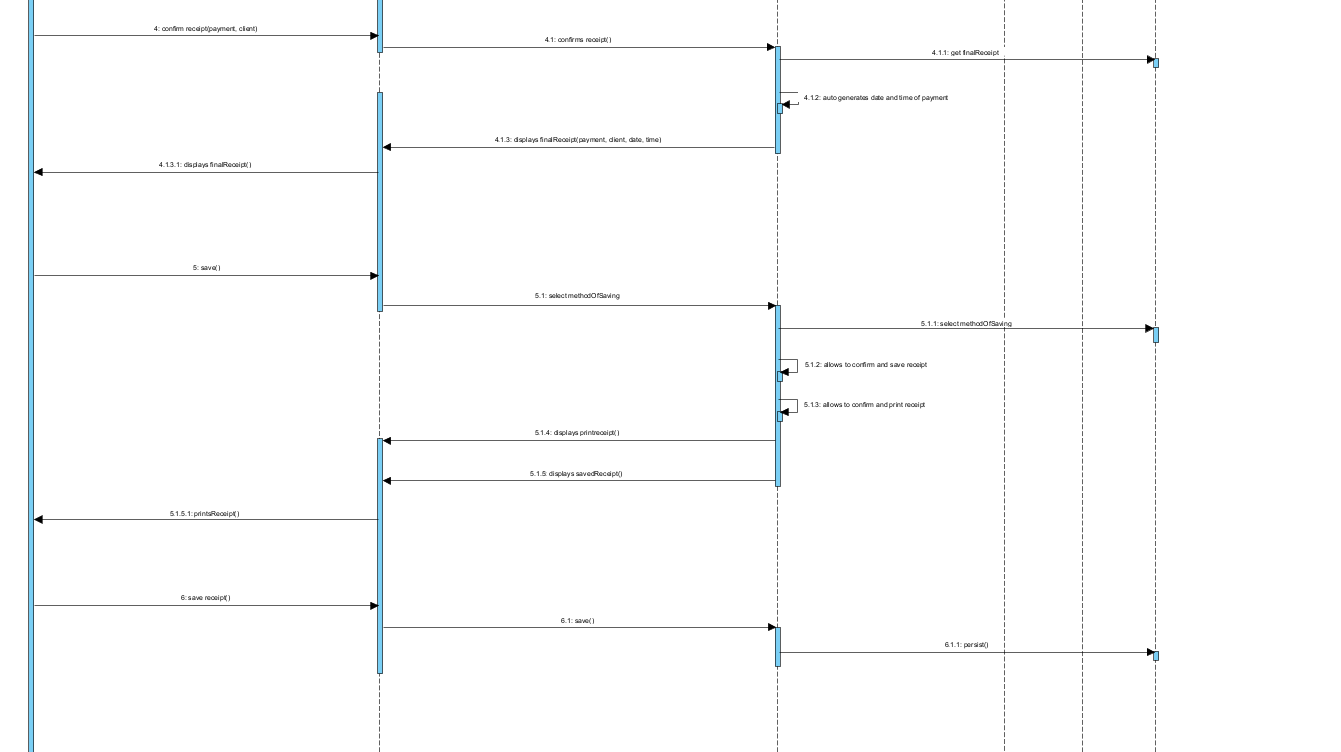 4: confirm receipt(payment, client)
4.1: confirms receipt()
4.1.1: get finalReceipt
4.1.2: auto generates date and time of payment
4.1.3: displays finalReceipt(payment, client, date, time)
4.1.3.1: displays finalReceipt()
5: save()
5.1: select methodOfSaving
5.1.1: select methodOfSaving
5.1.2: allows to confirm and save receipt
5.1.3: allows to confirm and print receipt
5.1.4: displays printreceipt()
5.1.5: displays savedReceipt()
5.1.5.1: printsReceipt()
6: save receipt()
6.1: save()
6.1.1: persist()